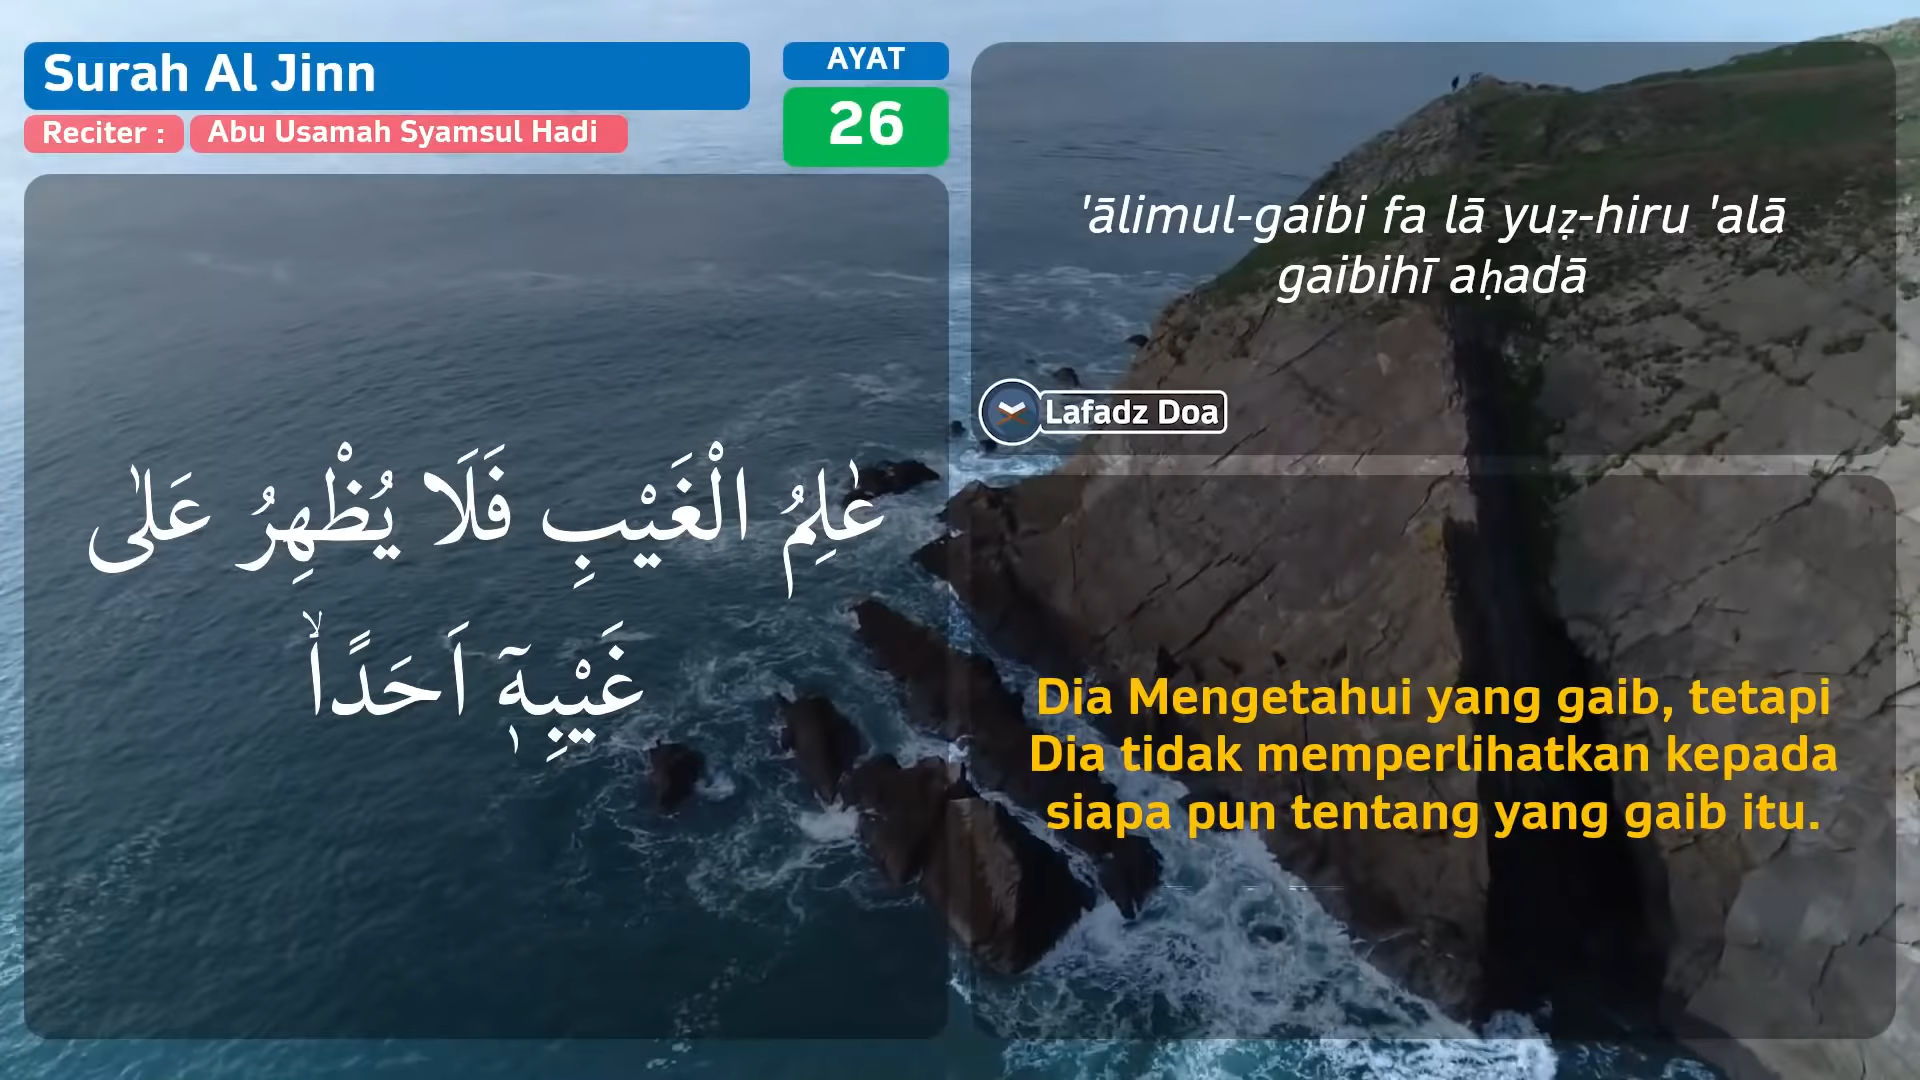 Surah Al Jinn
Reciter :
Abu Usamah Syamsul Hadi
AYAT
26
عٰلِمُ الْغَيْبِ فَلَا يُظْهِرُ عَلٰى
غَيْبِهٖٓ اَحَدًاۙ
'ālimul-gaibi fa lā yuẓ-hiru 'alā
gaibihī aḥadā
Lafadz Doa
Dia Mengetahui yang gaib, tetapi
Dia tidak memperlihatkan kepada
siapa pun tentang yang gaib itu.